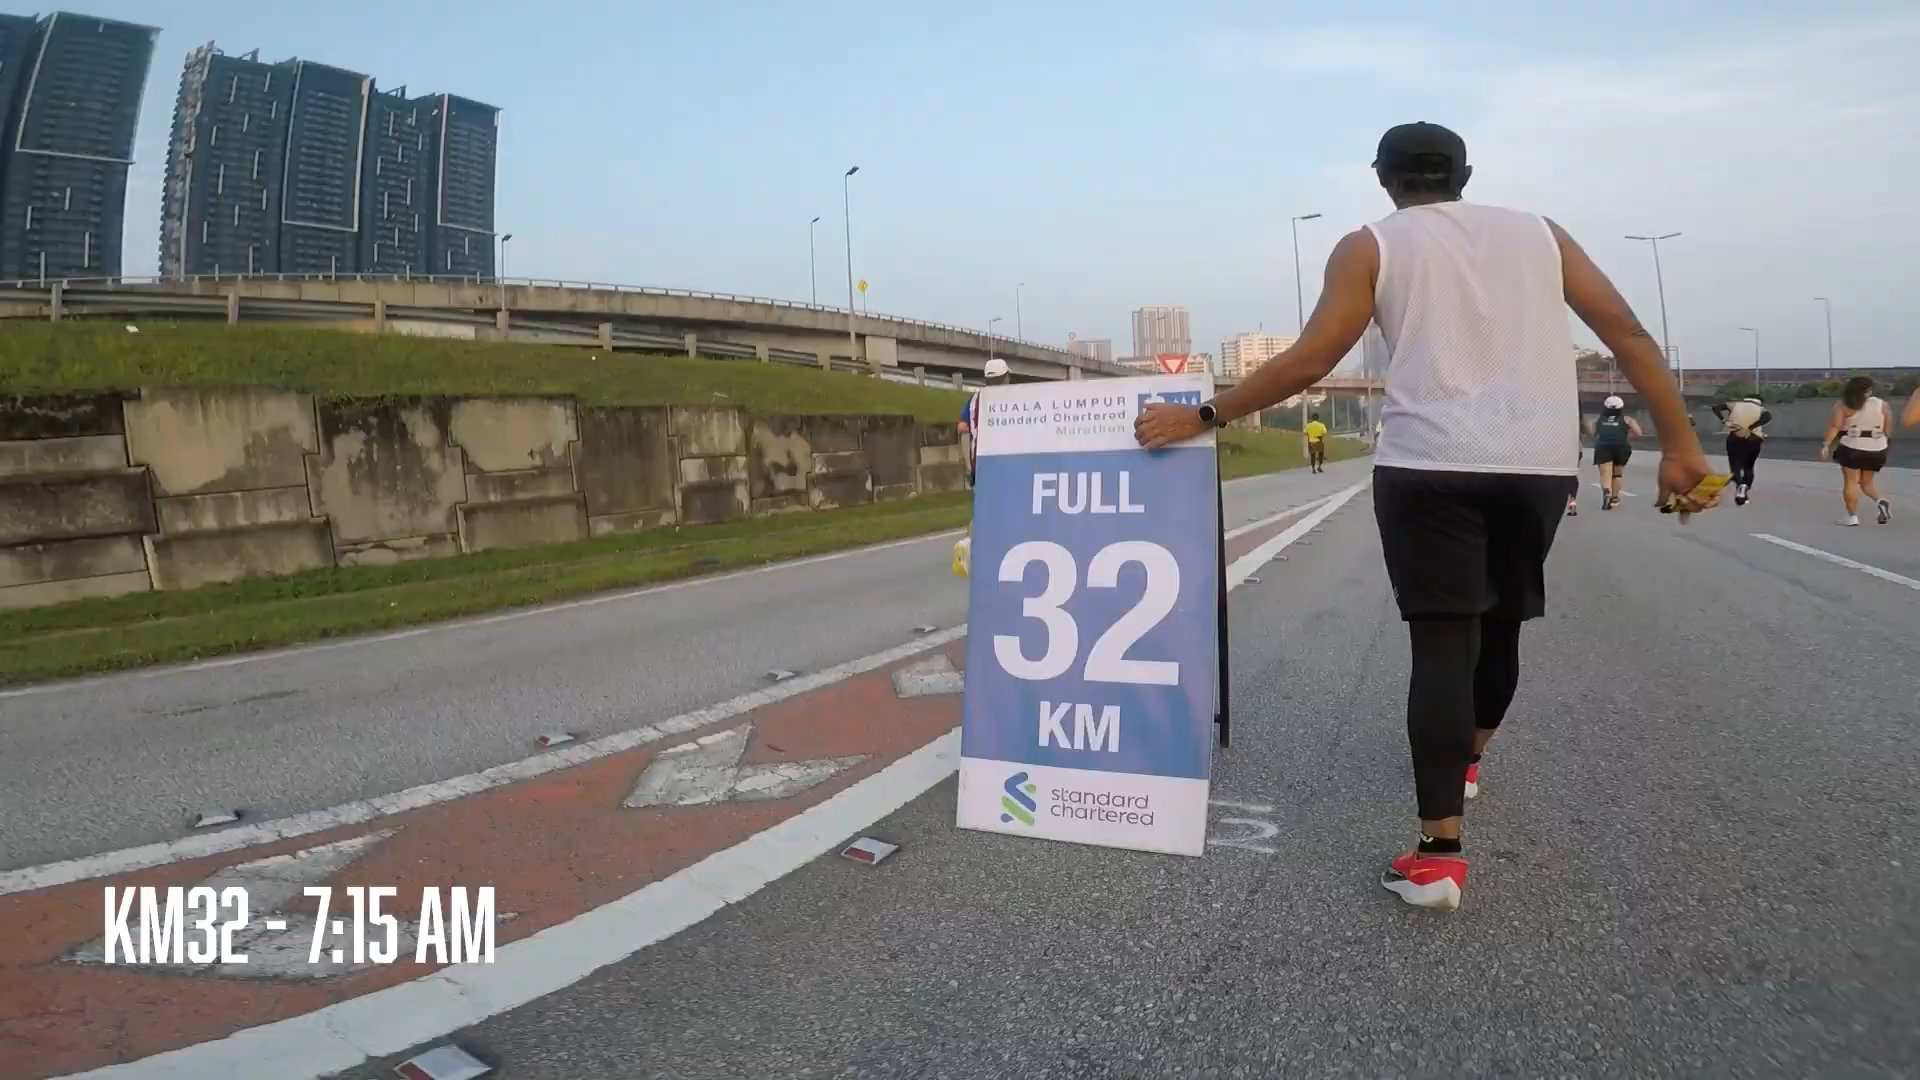 KUALA LUMPUR
Standard Chartered
Marathon
FULL
32
KM
standard
chartered
KM32 - 7:15 AM